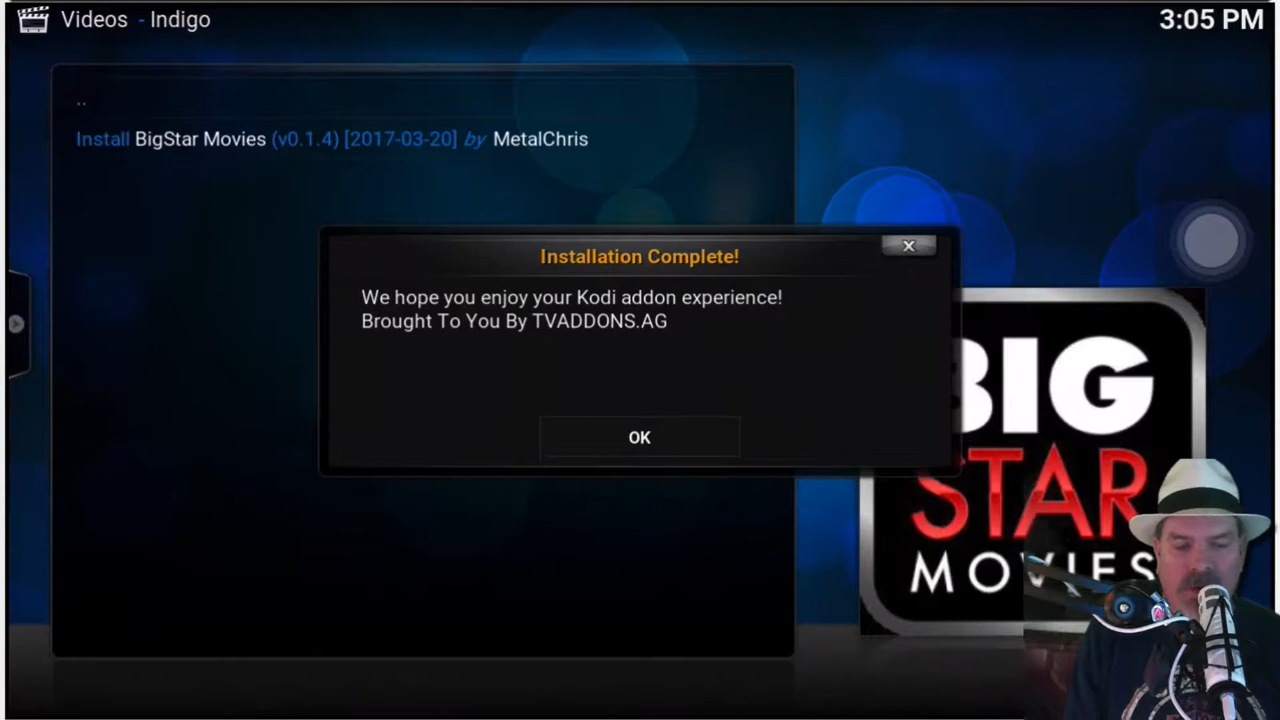 Videos - Indigo
3:05 PM
..
Install BigStar Movies (v0.1.4) [2017-03-20] by MetalChris
Installation Complete!
We hope you enjoy your Kodi addon experience!
Brought To You By TVADDONS.AG
OK
BIG
STAR
MOVIES